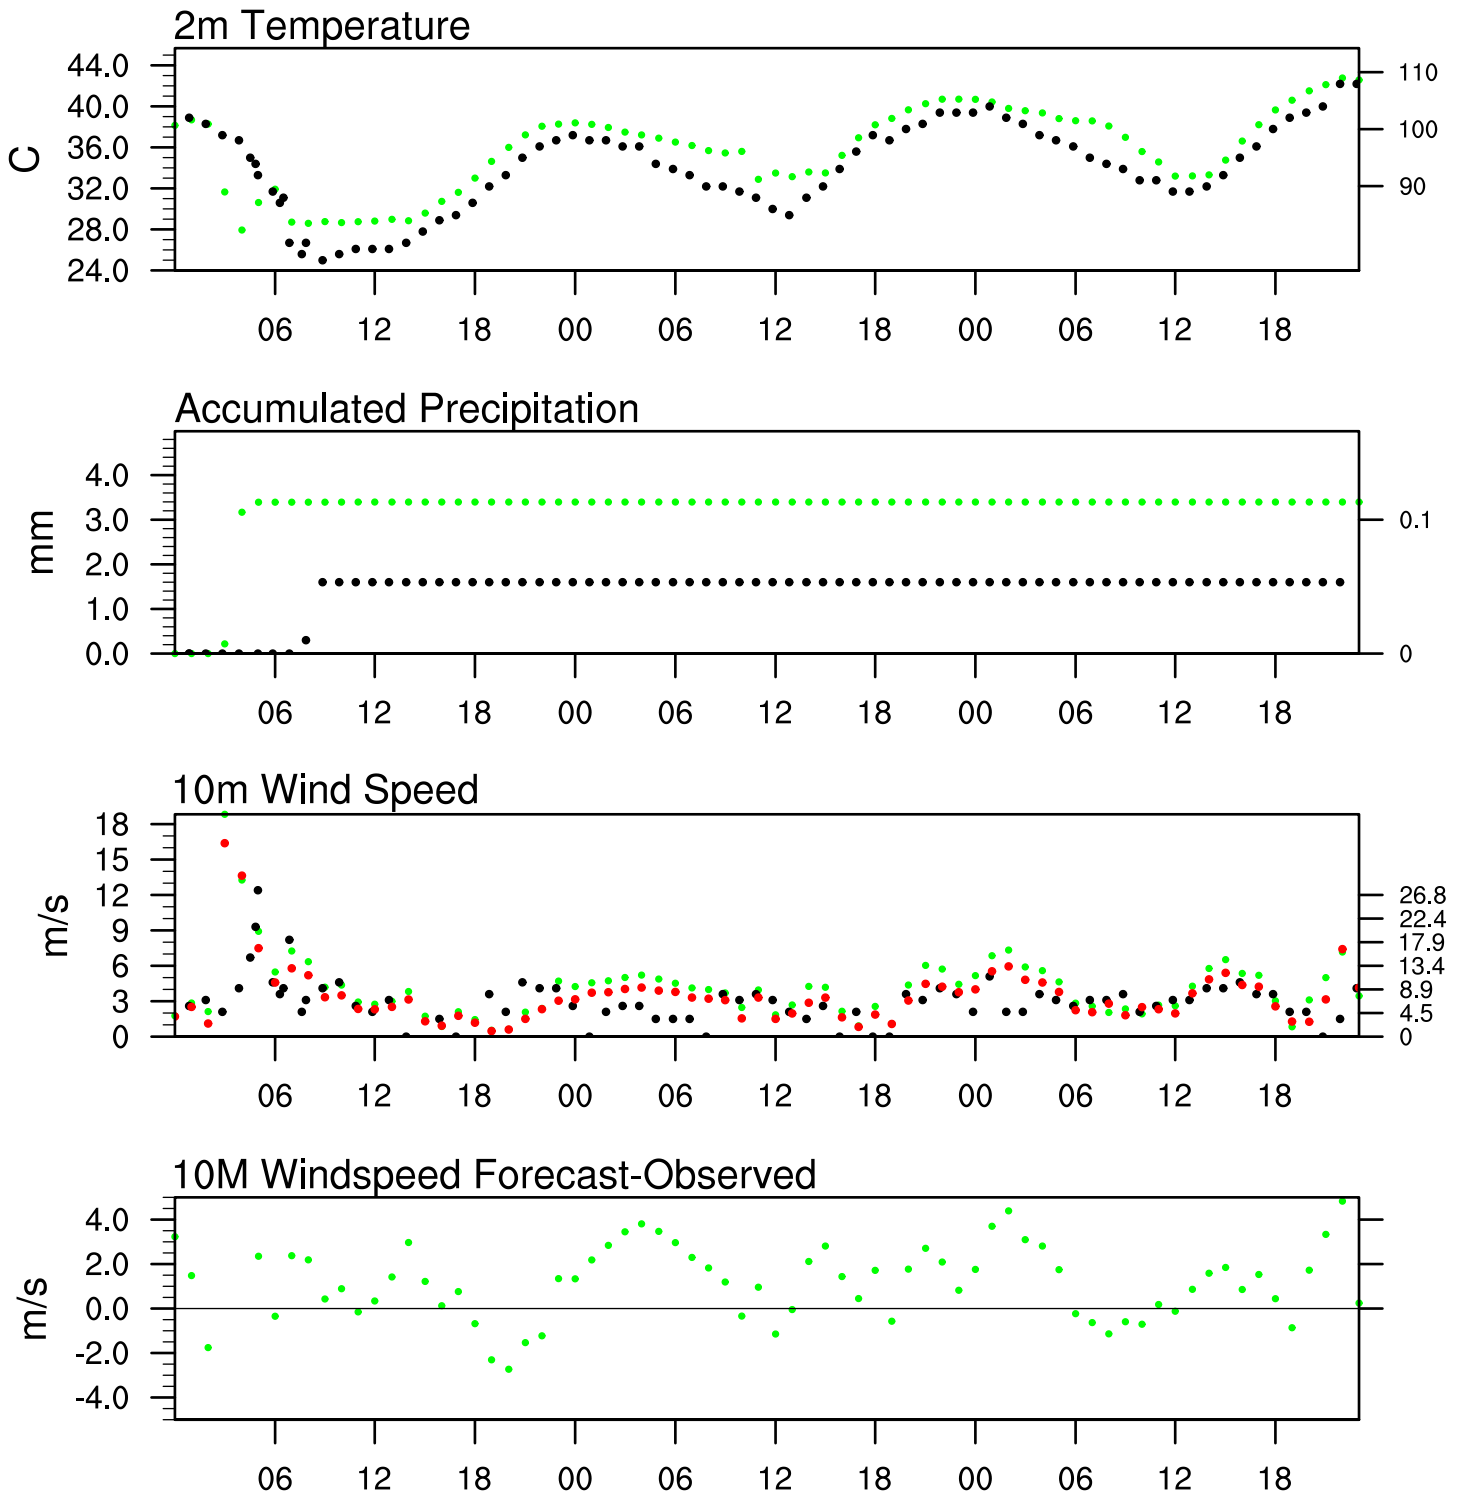 2m Temperature
44.0
40.0
36.0
32.0
28.0
24.0
C
110
100
90
06 12 18 00 06 12 18 00 06 12 18
Accumulated Precipitation
4.0
3.0
2.0
1.0
0.0
mm
0.1
0
06 12 18 00 06 12 18 00 06 12 18
10m Wind Speed
18
15
12
9
6
3
0
m/s
26.8
22.4
17.9
13.4
8.9
4.5
0
06 12 18 00 06 12 18 00 06 12 18
10M Windspeed Forecast-Observed
4.0
2.0
0.0
-2.0
-4.0
m/s
06 12 18 00 06 12 18 00 06 12 18